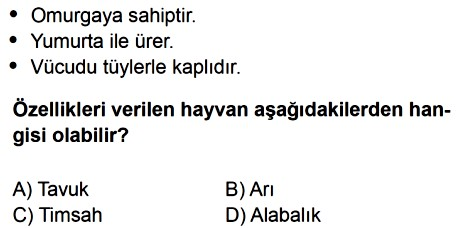 • Omurgaya sahiptir.
• Yumurta ile ürer.
• Vücudu tüylerle kaplıdır.
Özellikleri verilen hayvan aşağıdakilerden han-
gisi olabilir?
A) Tavuk B) Arı
C) Timsah D) Alabalık